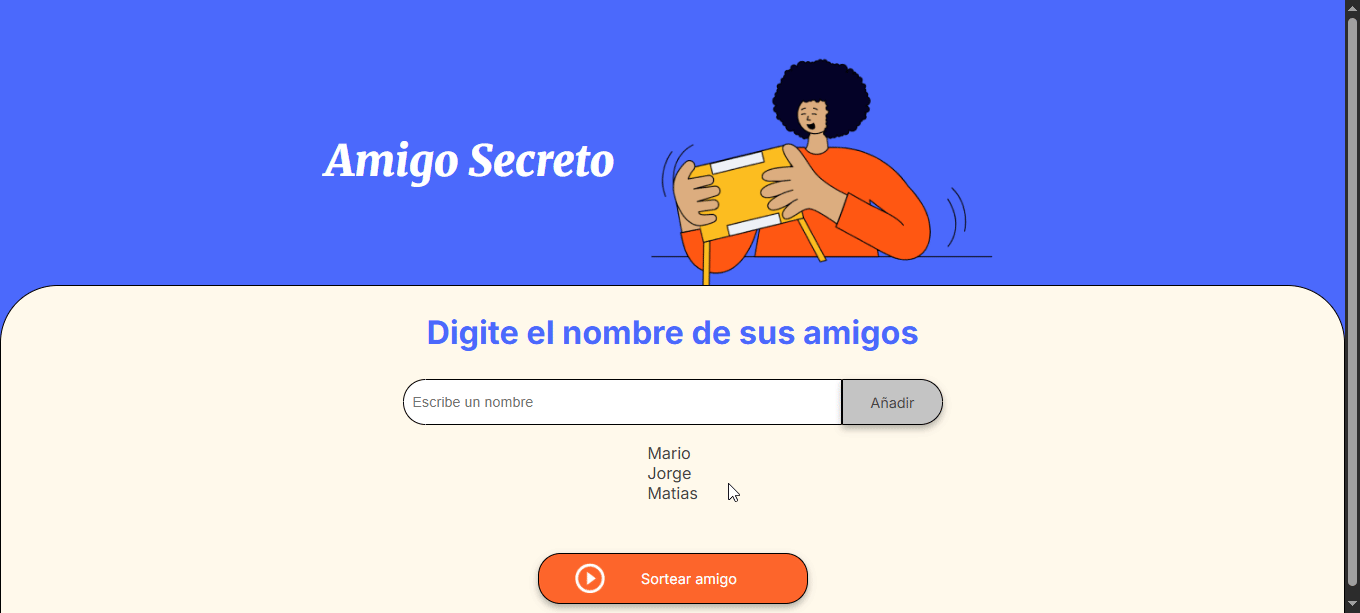 Amigo Secreto
Digite el nombre de sus amigos
Escribe un nombre
Añadir
Mario
Jorge
Matias
Sortear amigo